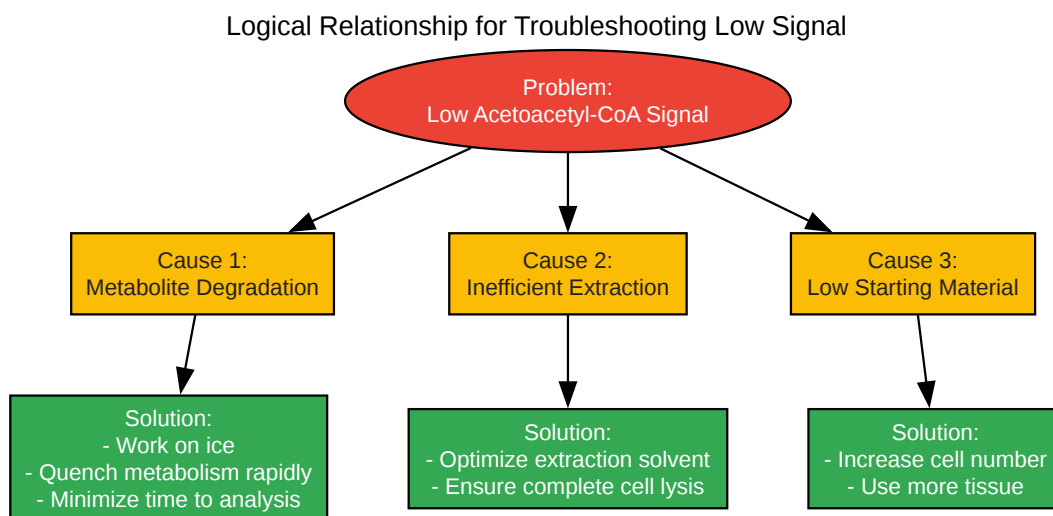 Logical Relationship for Troubleshooting Low Signal
Problem:
Low Acetoacetyl-CoA Signal
Cause 1:
Metabolite Degradation
Cause 2:
Inefficient Extraction
Cause 3:
Low Starting Material
Solution:
- Work on ice
- Quench metabolism rapidly
- Minimize time to analysis
Solution:
- Optimize extraction solvent
- Ensure complete cell lysis
Solution:
- Increase cell number
- Use more tissue